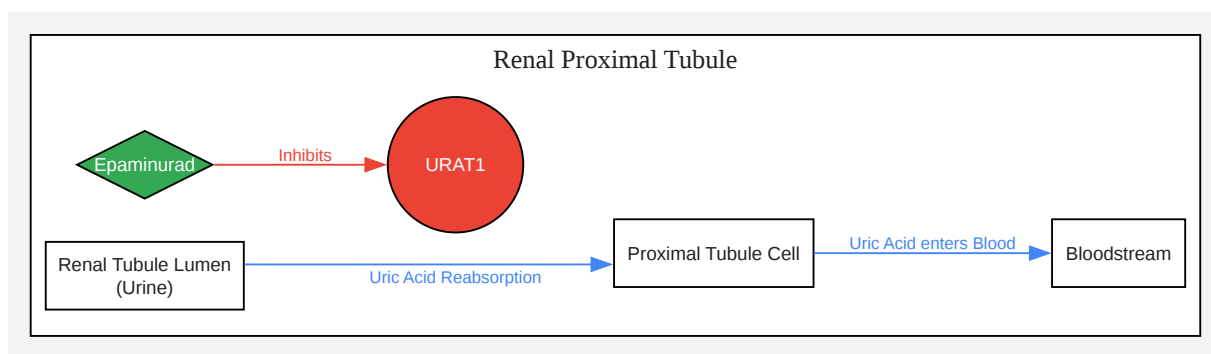 Renal Proximal Tubule
Inhibits
Epaminurad
URAT1
Uric Acid enters Blood
Proximal Tubule Cell
Bloodstream
Renal Tubule Lumen
(Urine)
Uric Acid Reabsorption